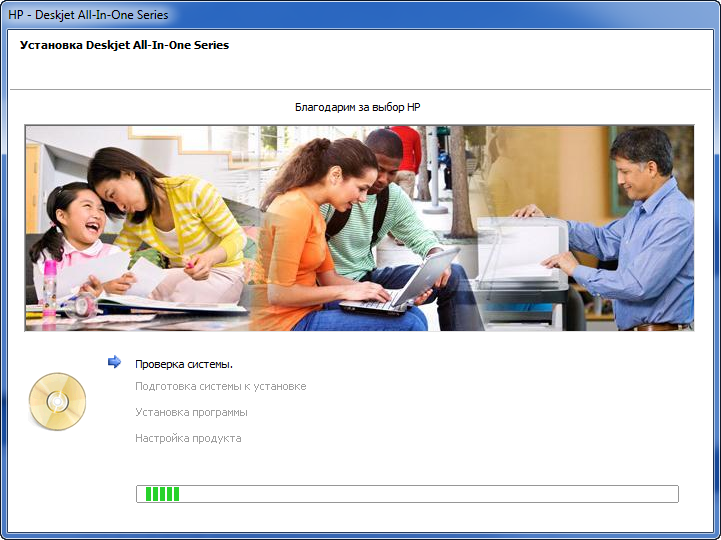 HP - Deskjet All-In-One Series
Установка Deskjet All-In-One Series
Благодарим за выбор HP
Проверка системы.
Подготовка системы к установке
Установка программы
Настройка продукта